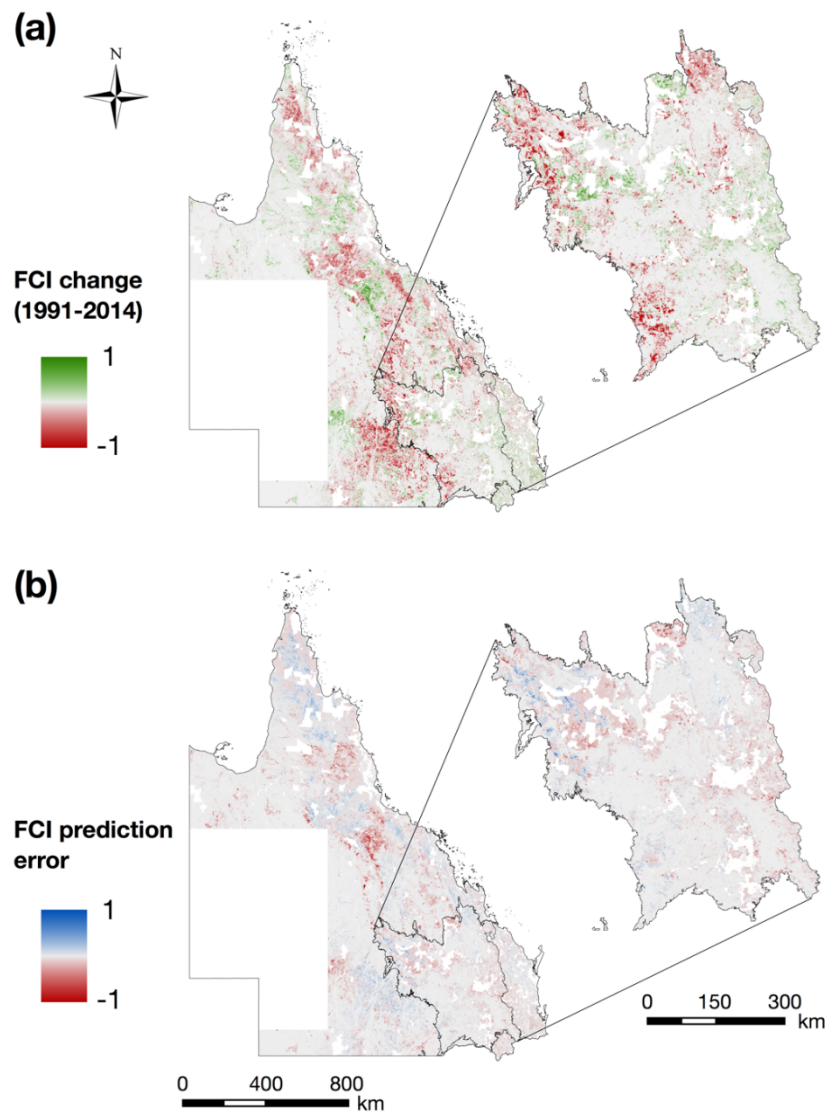 (a)
N
FCI change
(1991-2014)
1
-1
(b)
FCI prediction
error
1
-1
0 150 300
km
0 400 800
km